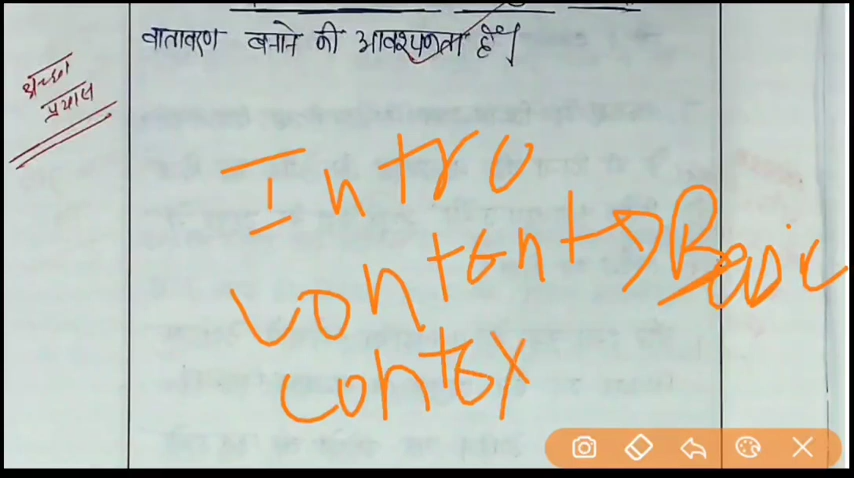 वातावरण बनाने की आवश्यकता है।
अच्छा
प्रयास
Intro
content → Basic
contex